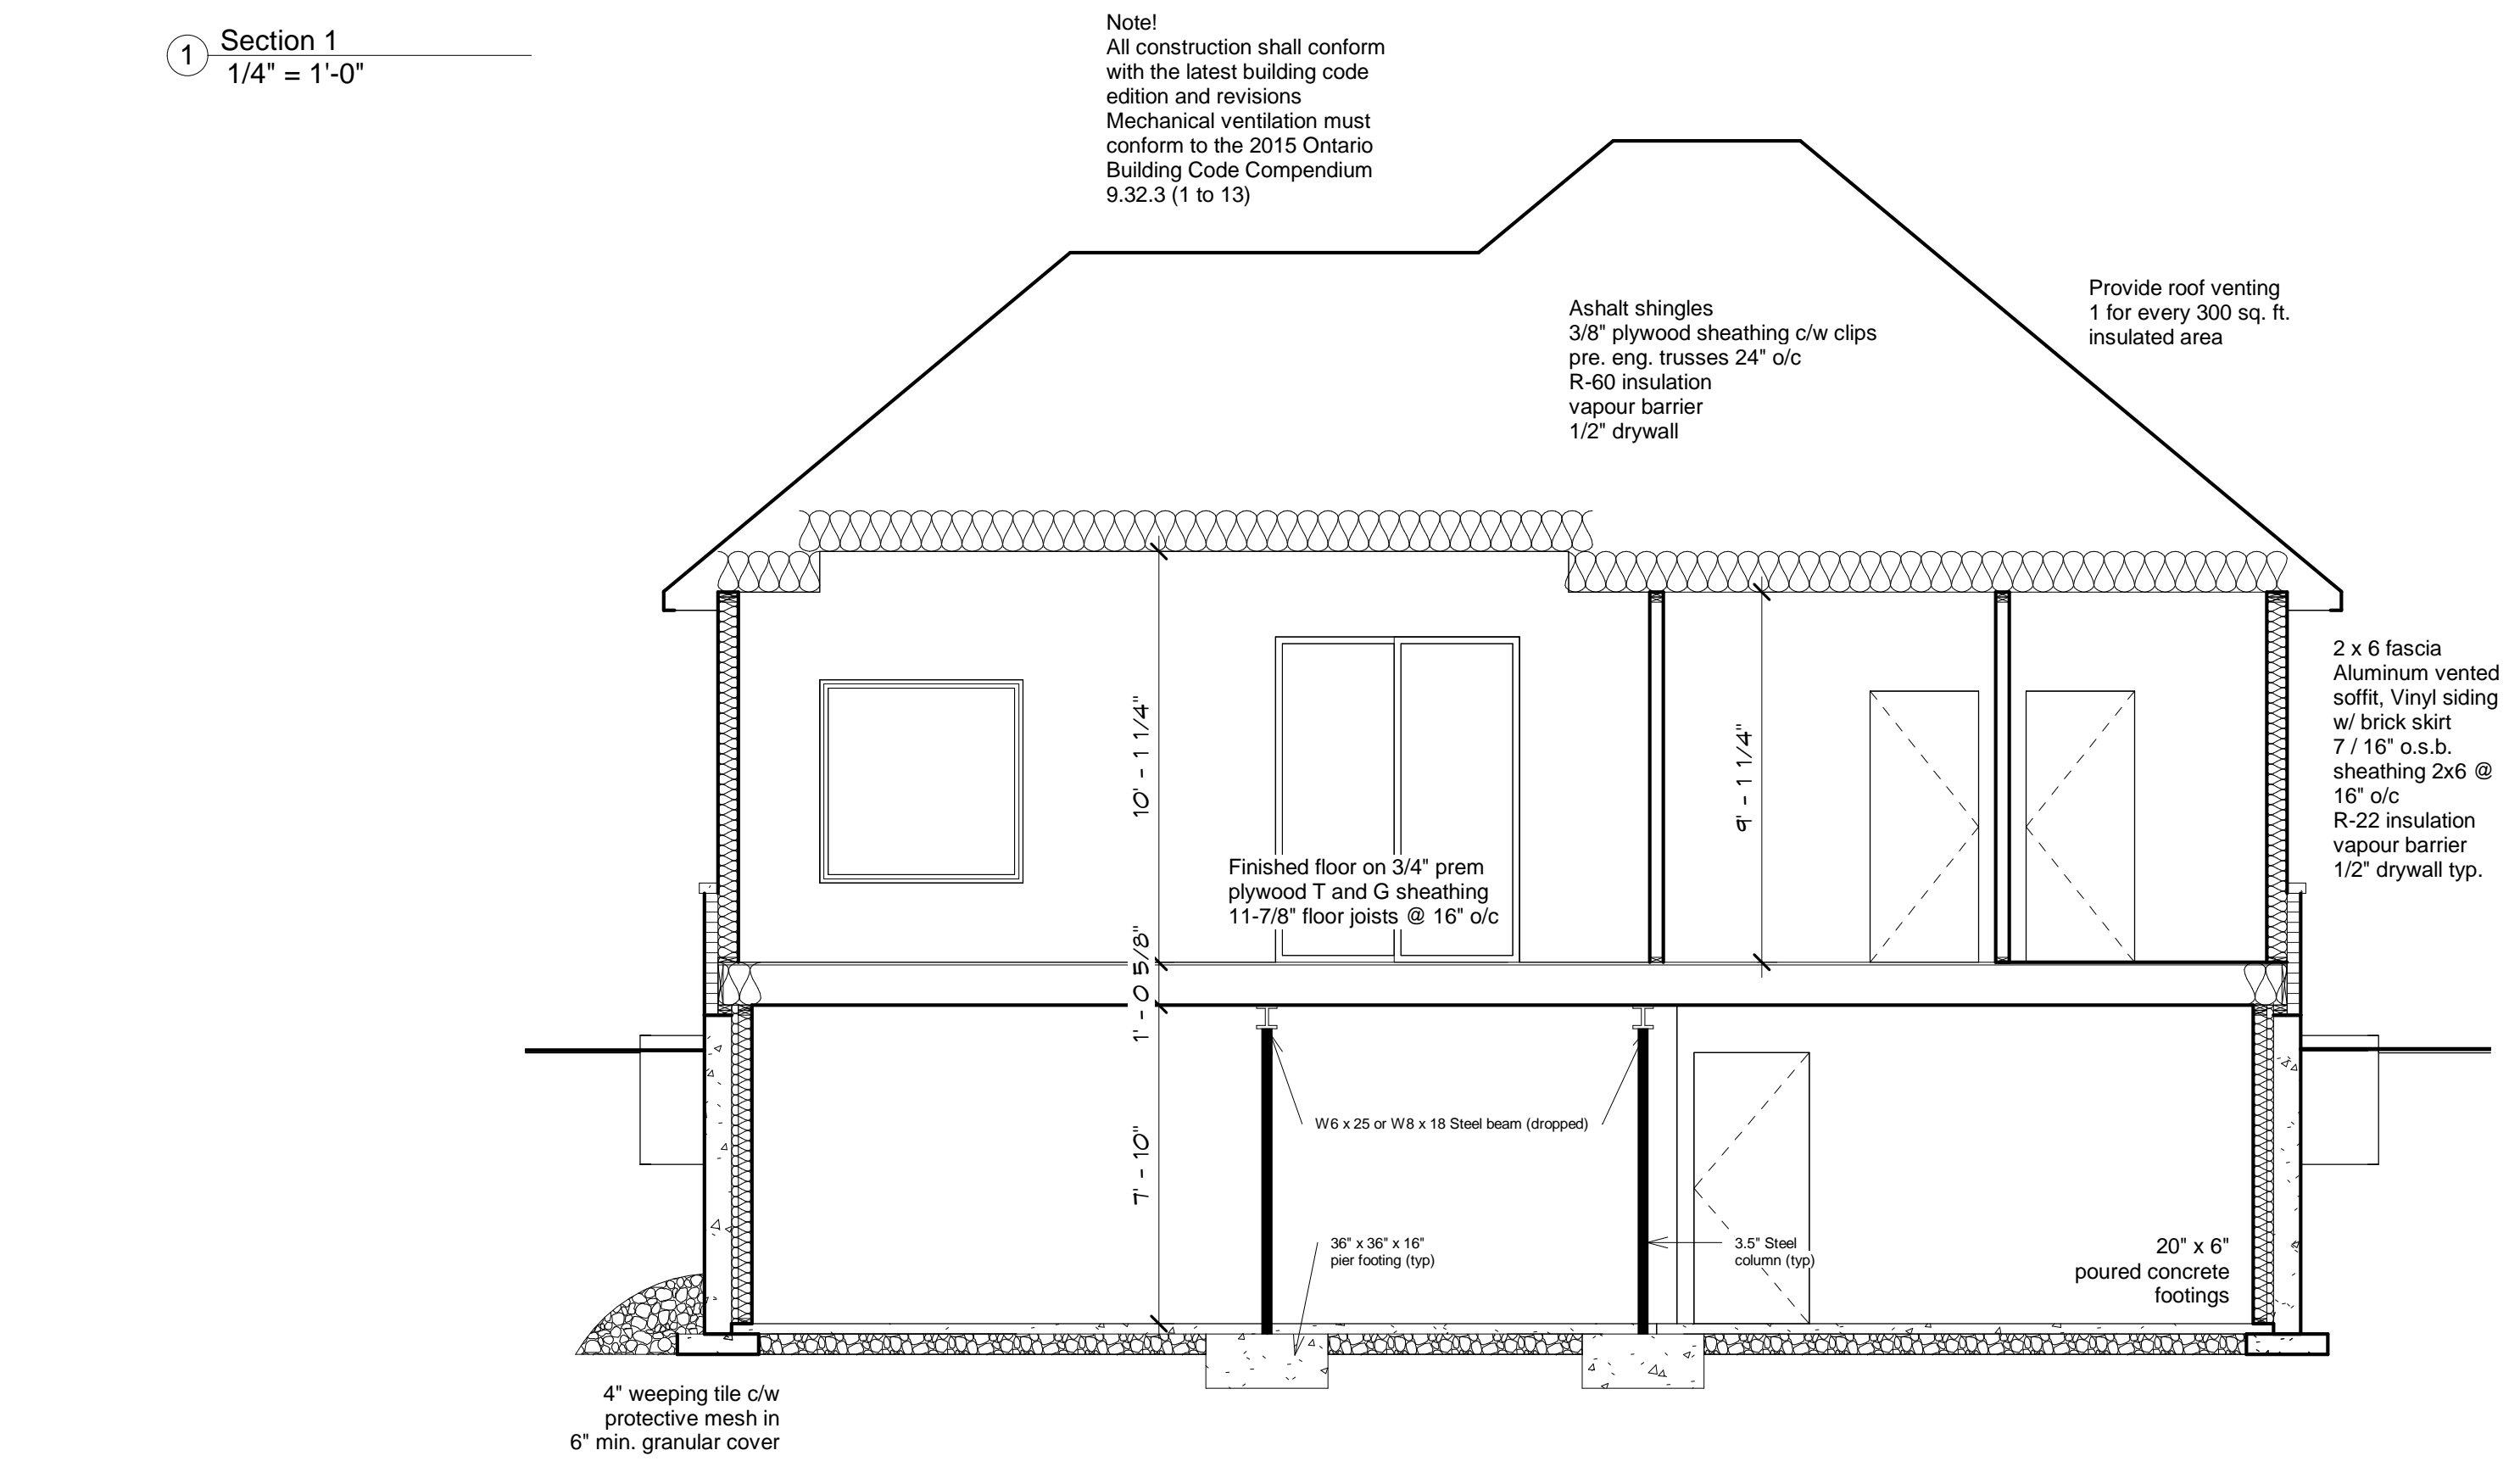 1
Section 1
1/4" = 1'-0"
Note!
All construction shall conform
with the latest building code
edition and revisions
Mechanical ventilation must
conform to the 2015 Ontario
Building Code Compendium
9.32.3 (1 to 13)
Ashalt shingles
3/8" plywood sheathing c/w clips
pre. eng. trusses 24" o/c
R-60 insulation
vapour barrier
1/2" drywall
Provide roof venting
1 for every 300 sq. ft.
insulated area
2 x 6 fascia
Aluminum vented
soffit, Vinyl siding
w/ brick skirt
7 / 16" o.s.b.
sheathing 2x6 @
16" o/c
R-22 insulation
vapour barrier
1/2" drywall typ.
10' - 1 1/4"
9' - 1 1/4"
Finished floor on 3/4" prem
plywood T and G sheathing
11-7/8" floor joists @ 16" o/c
1' - 0 5/8"
7' - 10"
W6 x 25 or W8 x 18 Steel beam (dropped)
36" x 36" x 16"
pier footing (typ)
3.5" Steel
column (typ)
20" x 6"
poured concrete
footings
4" weeping tile c/w
protective mesh in
6" min. granular cover